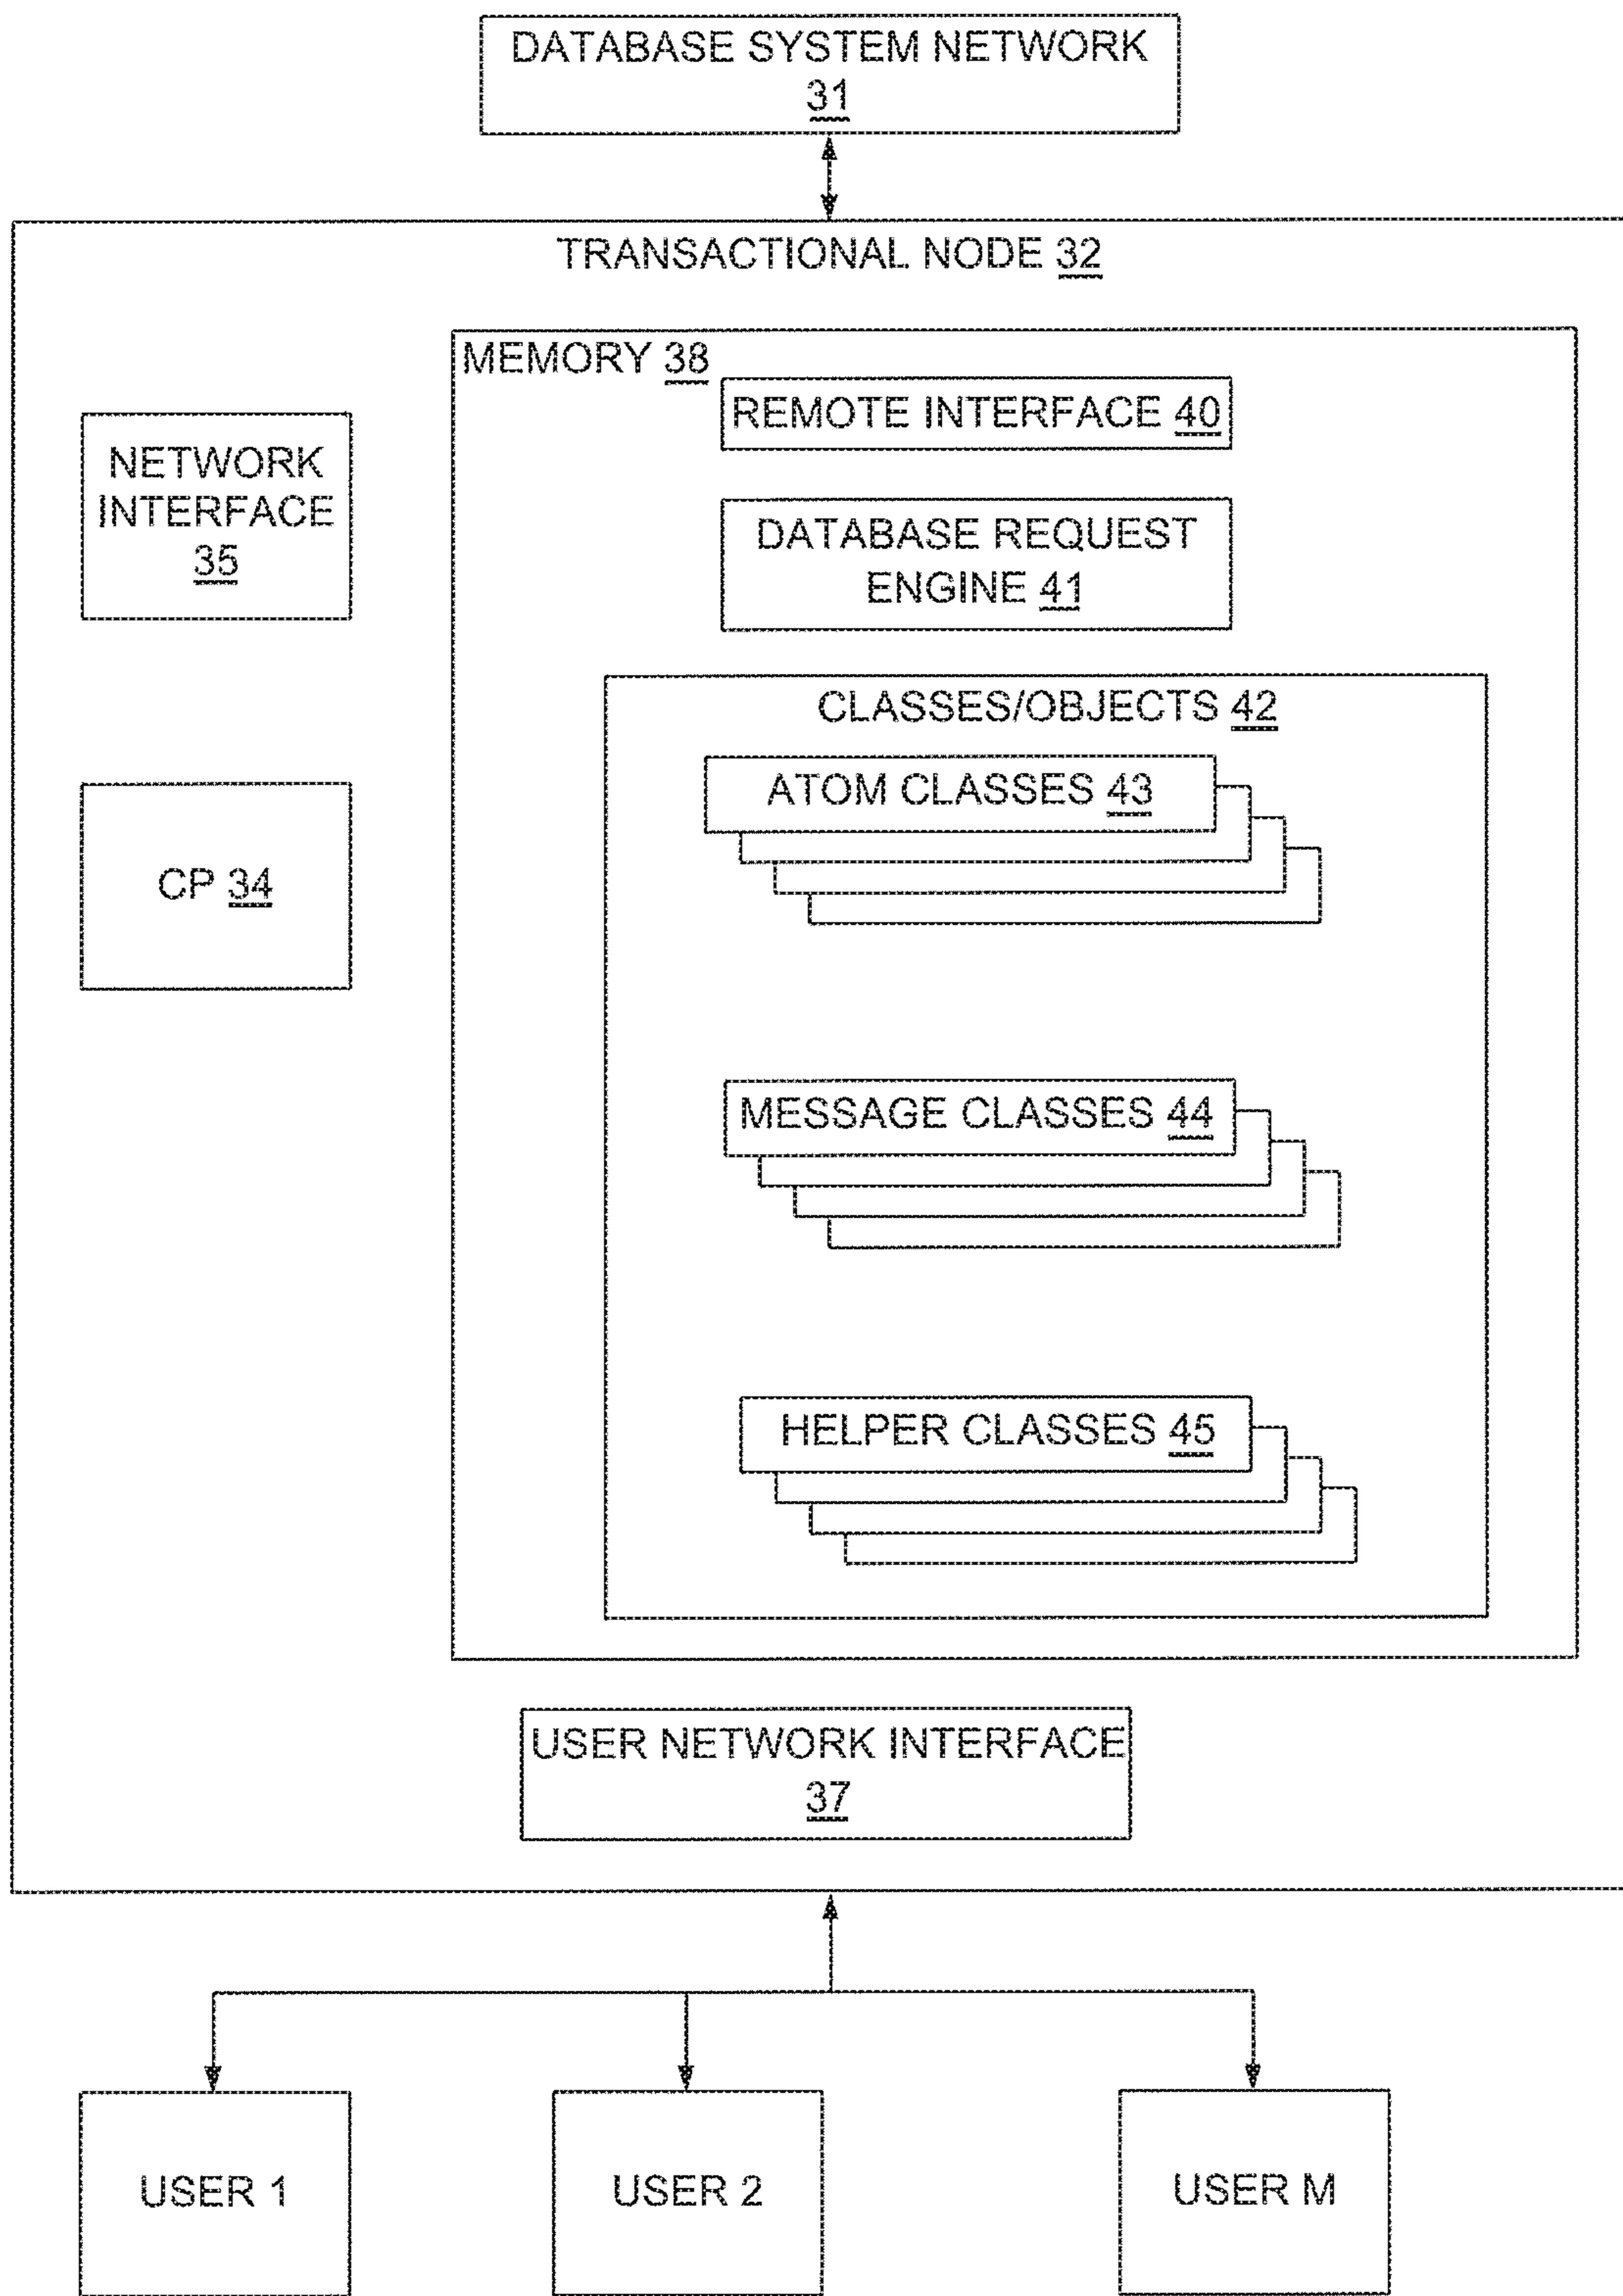 DATABASE SYSTEM NETWORK
31
TRANSACTIONAL NODE 32
MEMORY 38
REMOTE INTERFACE 40
NETWORK
INTERFACE
35
DATABASE REQUEST
ENGINE 41
CLASSES/OBJECTS 42
ATOM CLASSES 43
CP 34
MESSAGE CLASSES 44
HELPER CLASSES 45
USER NETWORK INTERFACE
37
USER 1
USER 2
USER M